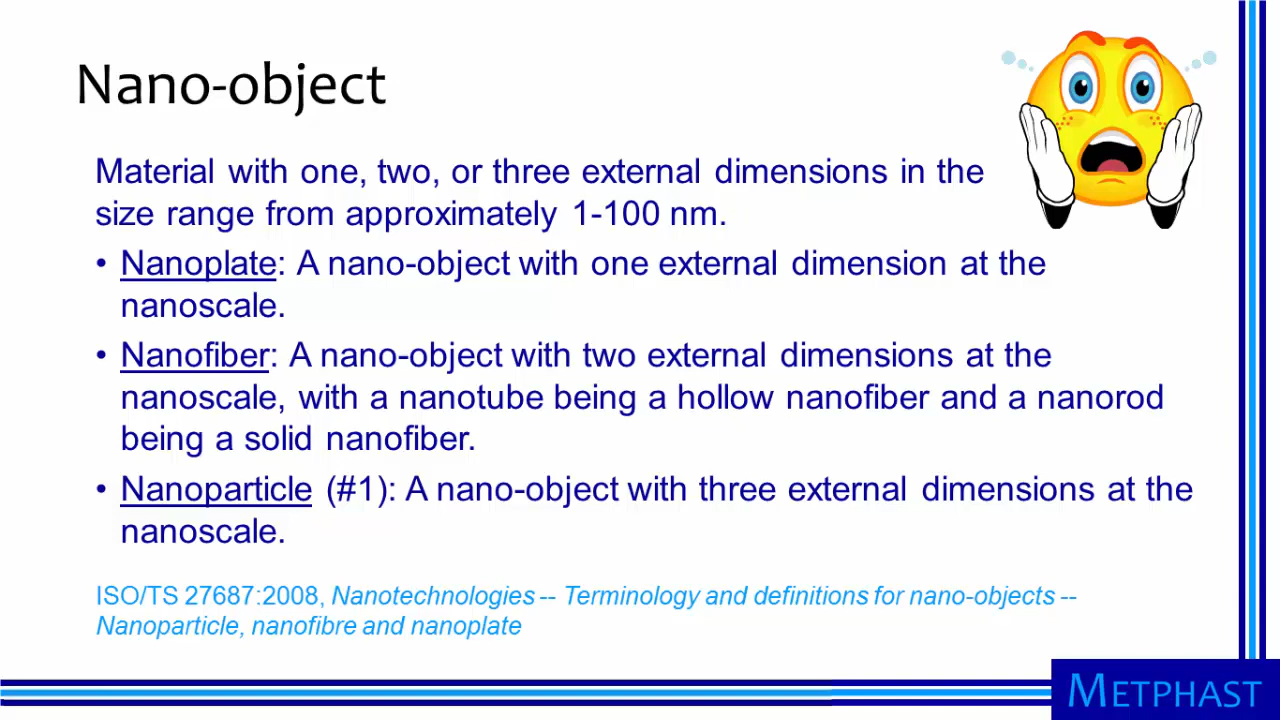 Nano-object
Material with one, two, or three external dimensions in the
size range from approximately 1-100 nm.
• Nanoplate: A nano-object with one external dimension at the
nanoscale.
• Nanofiber: A nano-object with two external dimensions at the
nanoscale, with a nanotube being a hollow nanofiber and a nanorod
being a solid nanofiber.
• Nanoparticle (#1): A nano-object with three external dimensions at the
nanoscale.
ISO/TS 27687:2008, Nanotechnologies -- Terminology and definitions for nano-objects --
Nanoparticle, nanofibre and nanoplate
METPHAST